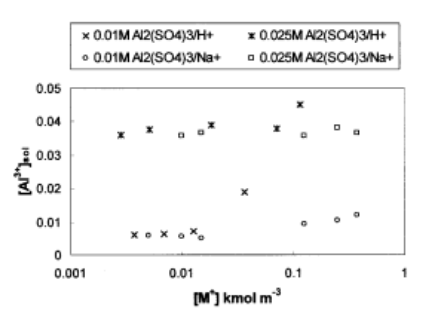 × 0.01M Al2(SO4)3/H+ ж 0.025M Al2(SO4)3/H+
○ 0.01M Al2(SO4)3/Na+ □ 0.025M Al2(SO4)3/Na+
0.05
0.04
0.03
0.02
0.01
0
[Al³⁺]sol
0.001 0.01 0.1 1
[M⁺] kmol m⁻³